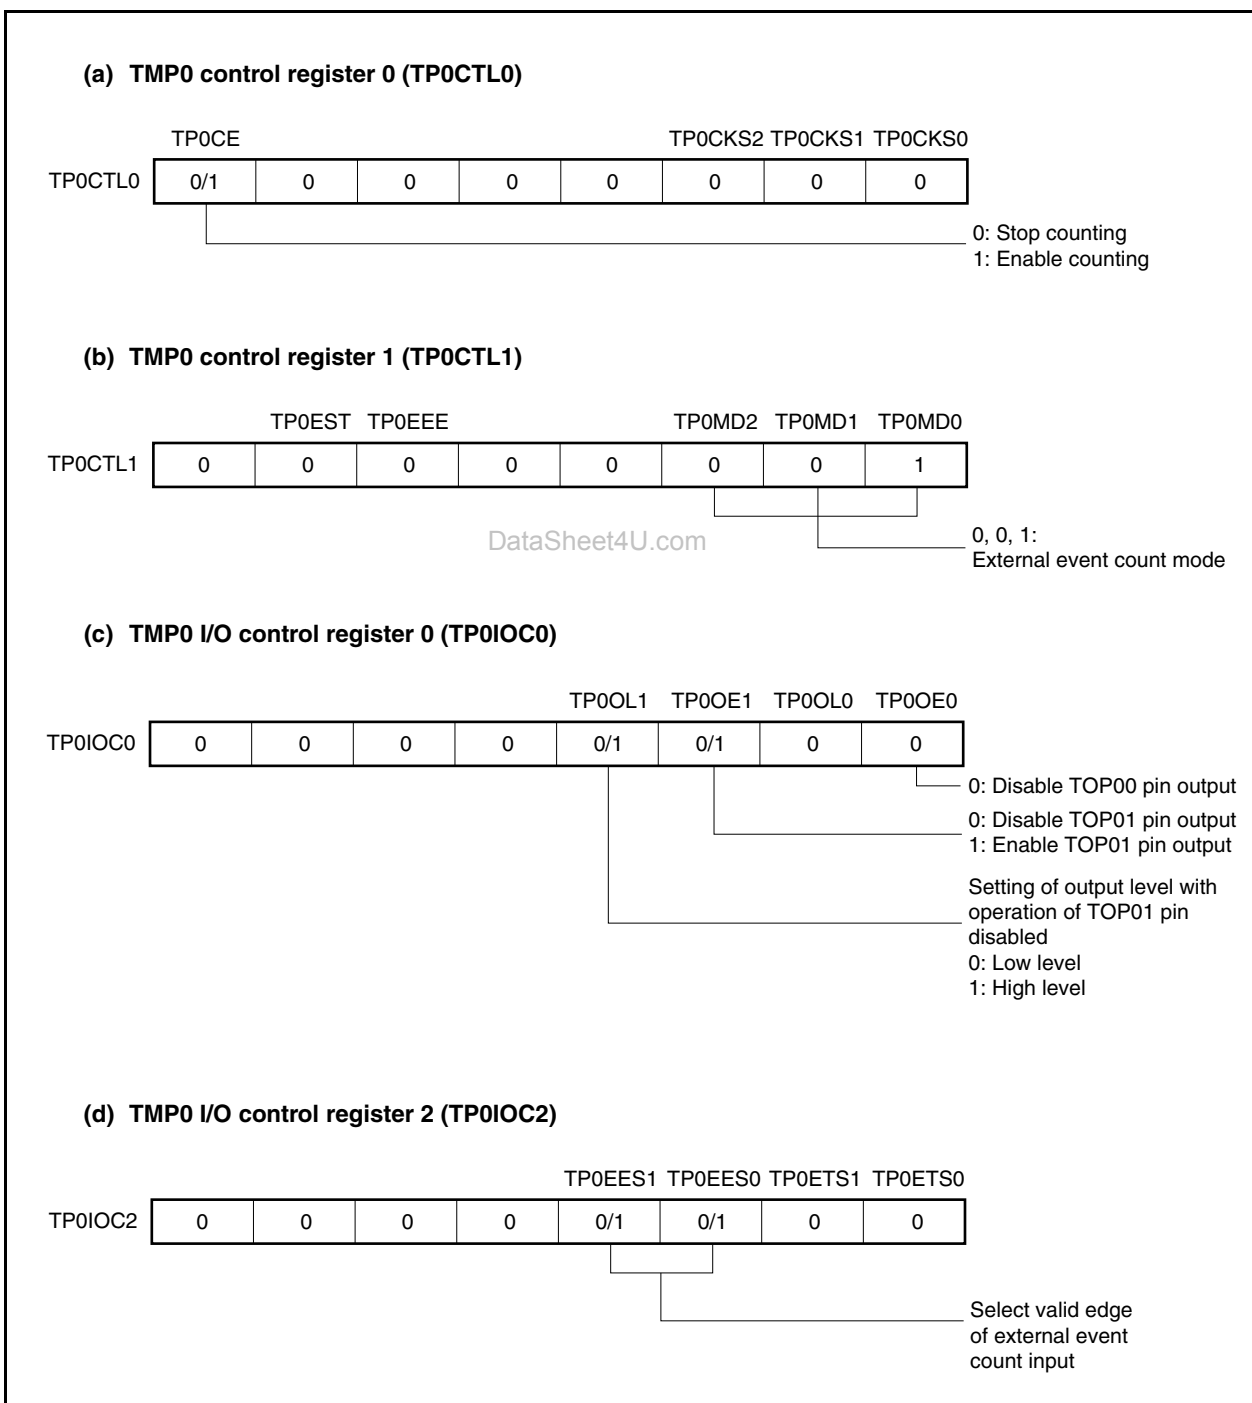 (a) TMP0 control register 0 (TP0CTL0)
TP0CE TP0CKS2 TP0CKS1 TP0CKS0
TP0CTL0 0/1 0 0 0 0 0 0 0
0: Stop counting
1: Enable counting
(b) TMP0 control register 1 (TP0CTL1)
TP0EST TP0EEE TP0MD2 TP0MD1 TP0MD0
TP0CTL1 0 0 0 0 0 0 0 1
DataSheet4U.com
0, 0, 1:
External event count mode
(c) TMP0 I/O control register 0 (TP0IOC0)
TP0OL1 TP0OE1 TP0OL0 TP0OE0
TP0IOC0 0 0 0 0 0/1 0/1 0 0
0: Disable TOP00 pin output
0: Disable TOP01 pin output
1: Enable TOP01 pin output
Setting of output level with
operation of TOP01 pin
disabled
0: Low level
1: High level
(d) TMP0 I/O control register 2 (TP0IOC2)
TP0EES1 TP0EES0 TP0ETS1 TP0ETS0
TP0IOC2 0 0 0 0 0/1 0/1 0 0
Select valid edge
of external event
count input